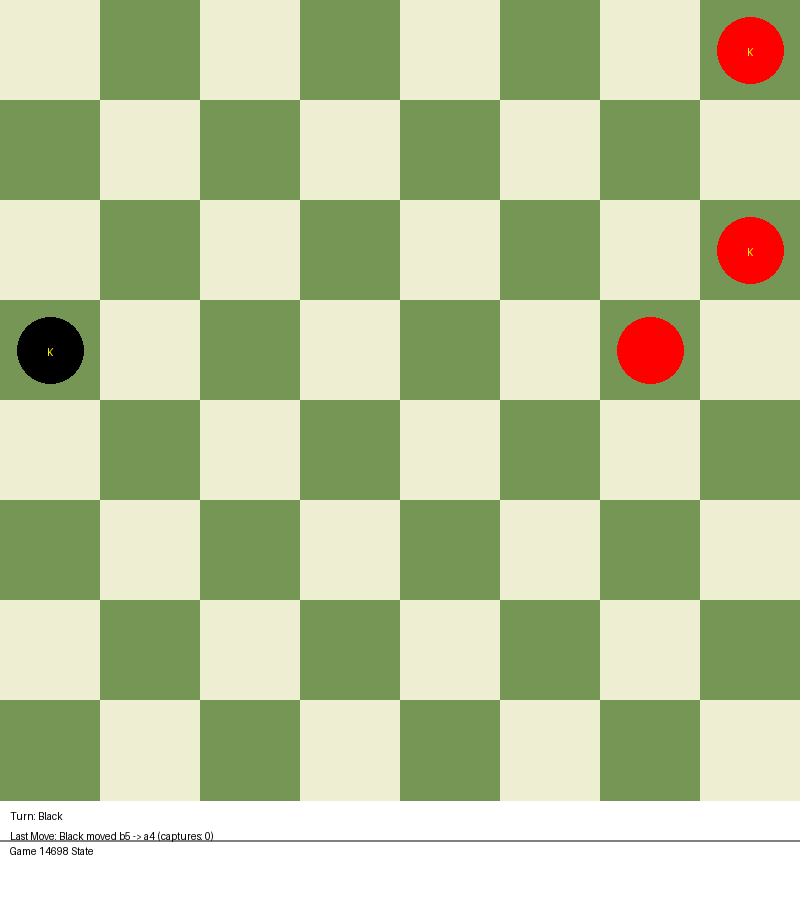 K
K
K
Turn: Black
Last Move: Black moved b5 -> a4 (captures: 0)
Game 14698 State